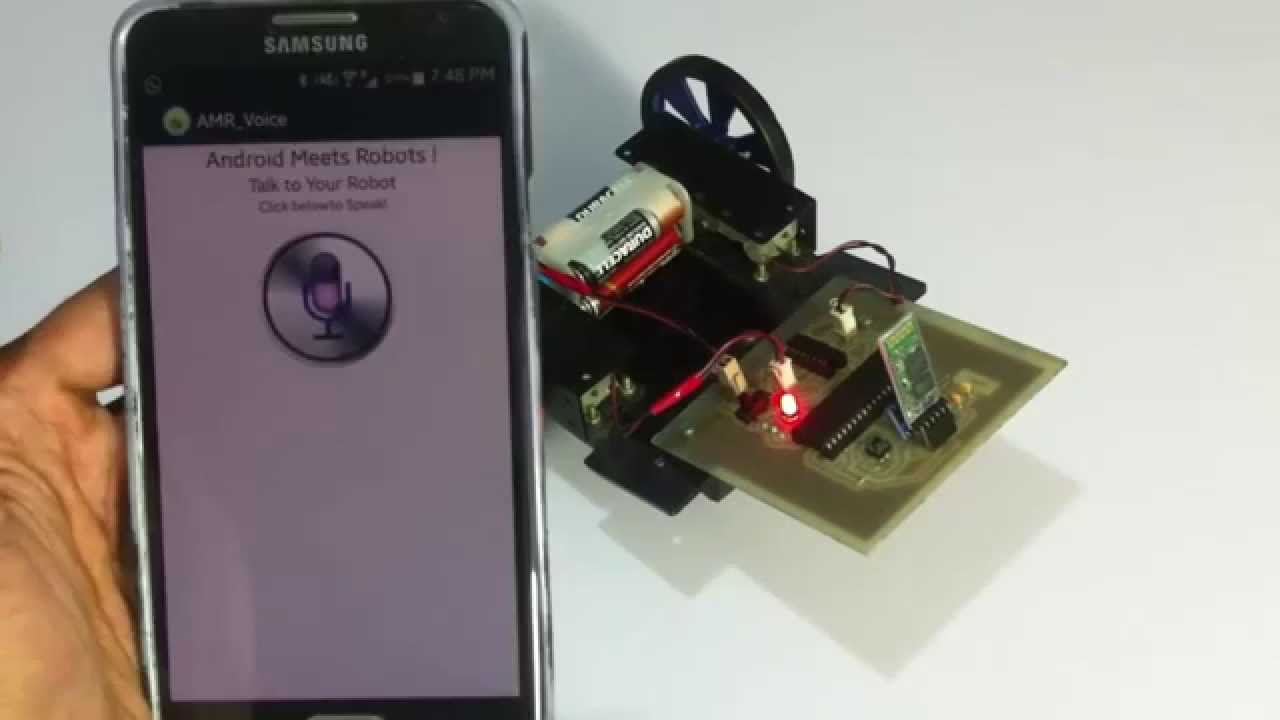 SAMSUNG
7:48 PM
AMR_Voice
Android Meets Robots !
Talk to Your Robot
Click below to Speak!
DURACELL